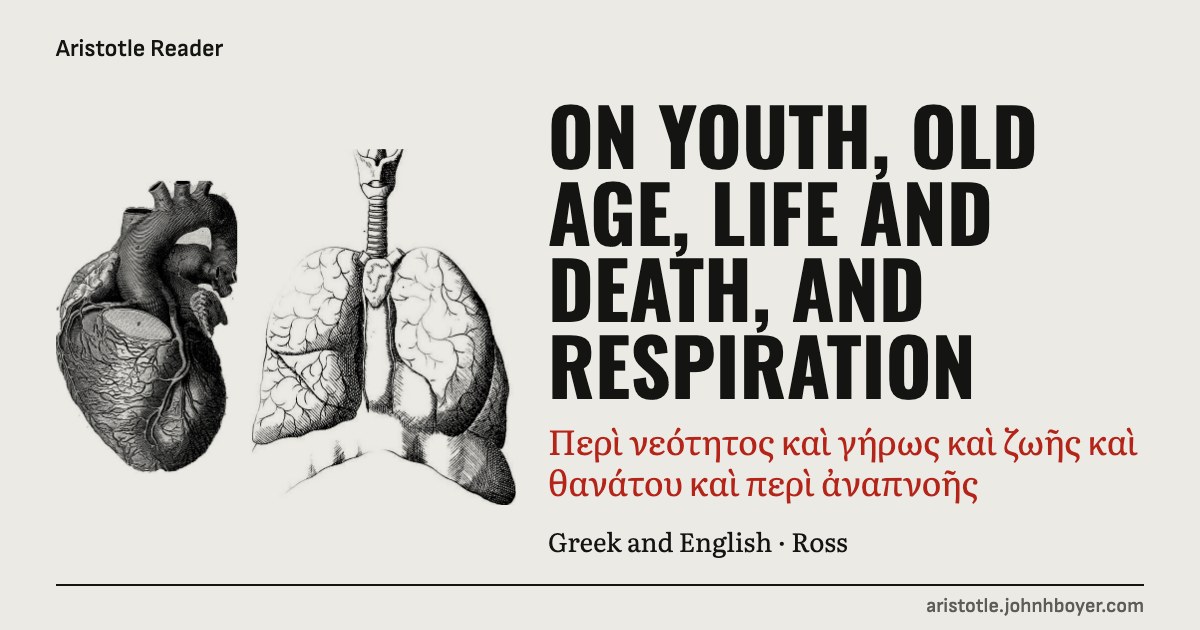 Aristotle Reader
ON YOUTH, OLD
AGE, LIFE AND
DEATH, AND
RESPIRATION
Περὶ νεότητος καὶ γήρως καὶ ζωῆς καὶ
θανάτου καὶ περὶ ἀναπνοῆς
Greek and English · Ross
aristotle.johnhboyer.com